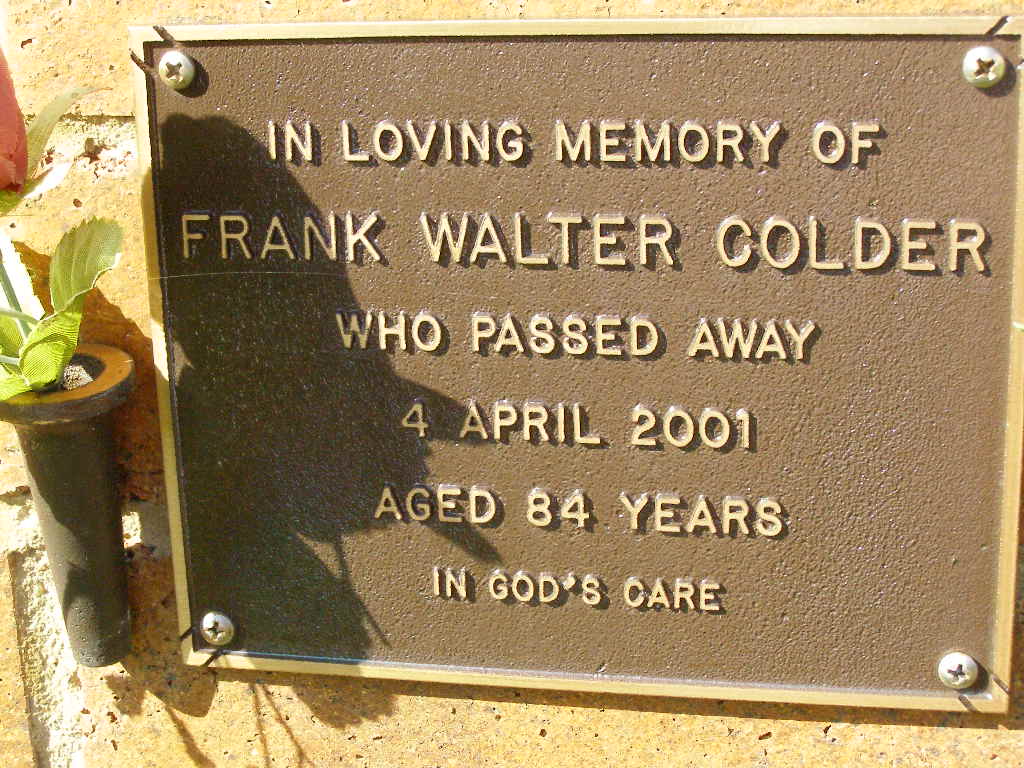 IN LOVING MEMORY OF
FRANK WALTER COLDER
WHO PASSED AWAY
4 APRIL 2001
AGED 84 YEARS
IN GOD'S CARE